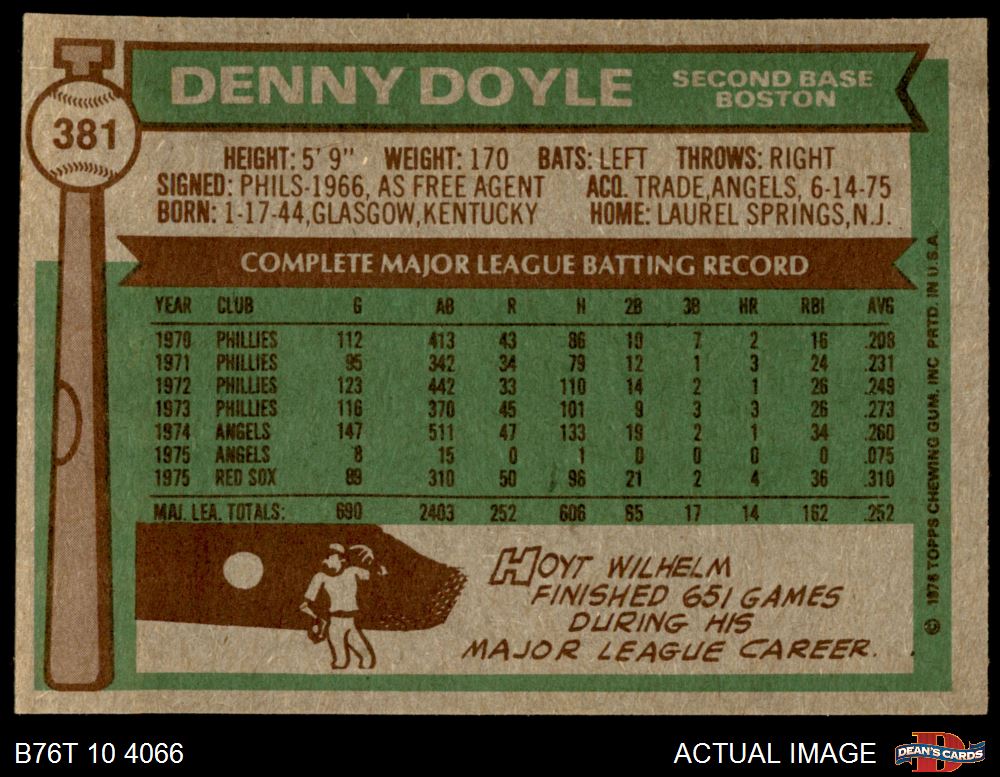 T
381
DENNY DOYLE
SECOND BASE
BOSTON
HEIGHT: 5' 9" WEIGHT: 170 BATS: LEFT THROWS: RIGHT
SIGNED: PHILS-1966, AS FREE AGENT ACQ. TRADE, ANGELS, 6-14-75
BORN: 1-17-44, GLASGOW, KENTUCKY HOME: LAUREL SPRINGS, N.J.
COMPLETE MAJOR LEAGUE BATTING RECORD
YEAR CLUB G AB R H 2B 3B HR RBI AVG
1970 PHILLIES 112 413 43 86 10 7 2 16 .208
1971 PHILLIES 95 342 34 79 12 1 3 24 .231
1972 PHILLIES 123 442 33 110 14 2 1 26 .249
1973 PHILLIES 116 370 45 101 9 3 3 26 .273
1974 ANGELS 147 511 47 133 19 2 1 34 .260
1975 ANGELS 8 15 0 1 0 0 0 0 .075
1975 RED SOX 89 310 50 96 21 2 4 36 .310
MAJ. LEA. TOTALS: 690 2403 252 606 85 17 14 162 .252
HOYT WILHELM
FINISHED 651 GAMES
DURING HIS
MAJOR LEAGUE CAREER.
© 1976 TOPPS CHEWING GUM, INC PRTD. IN U.S.A.
B76T 10 4066
ACTUAL IMAGE
D
DEAN'S CARDS